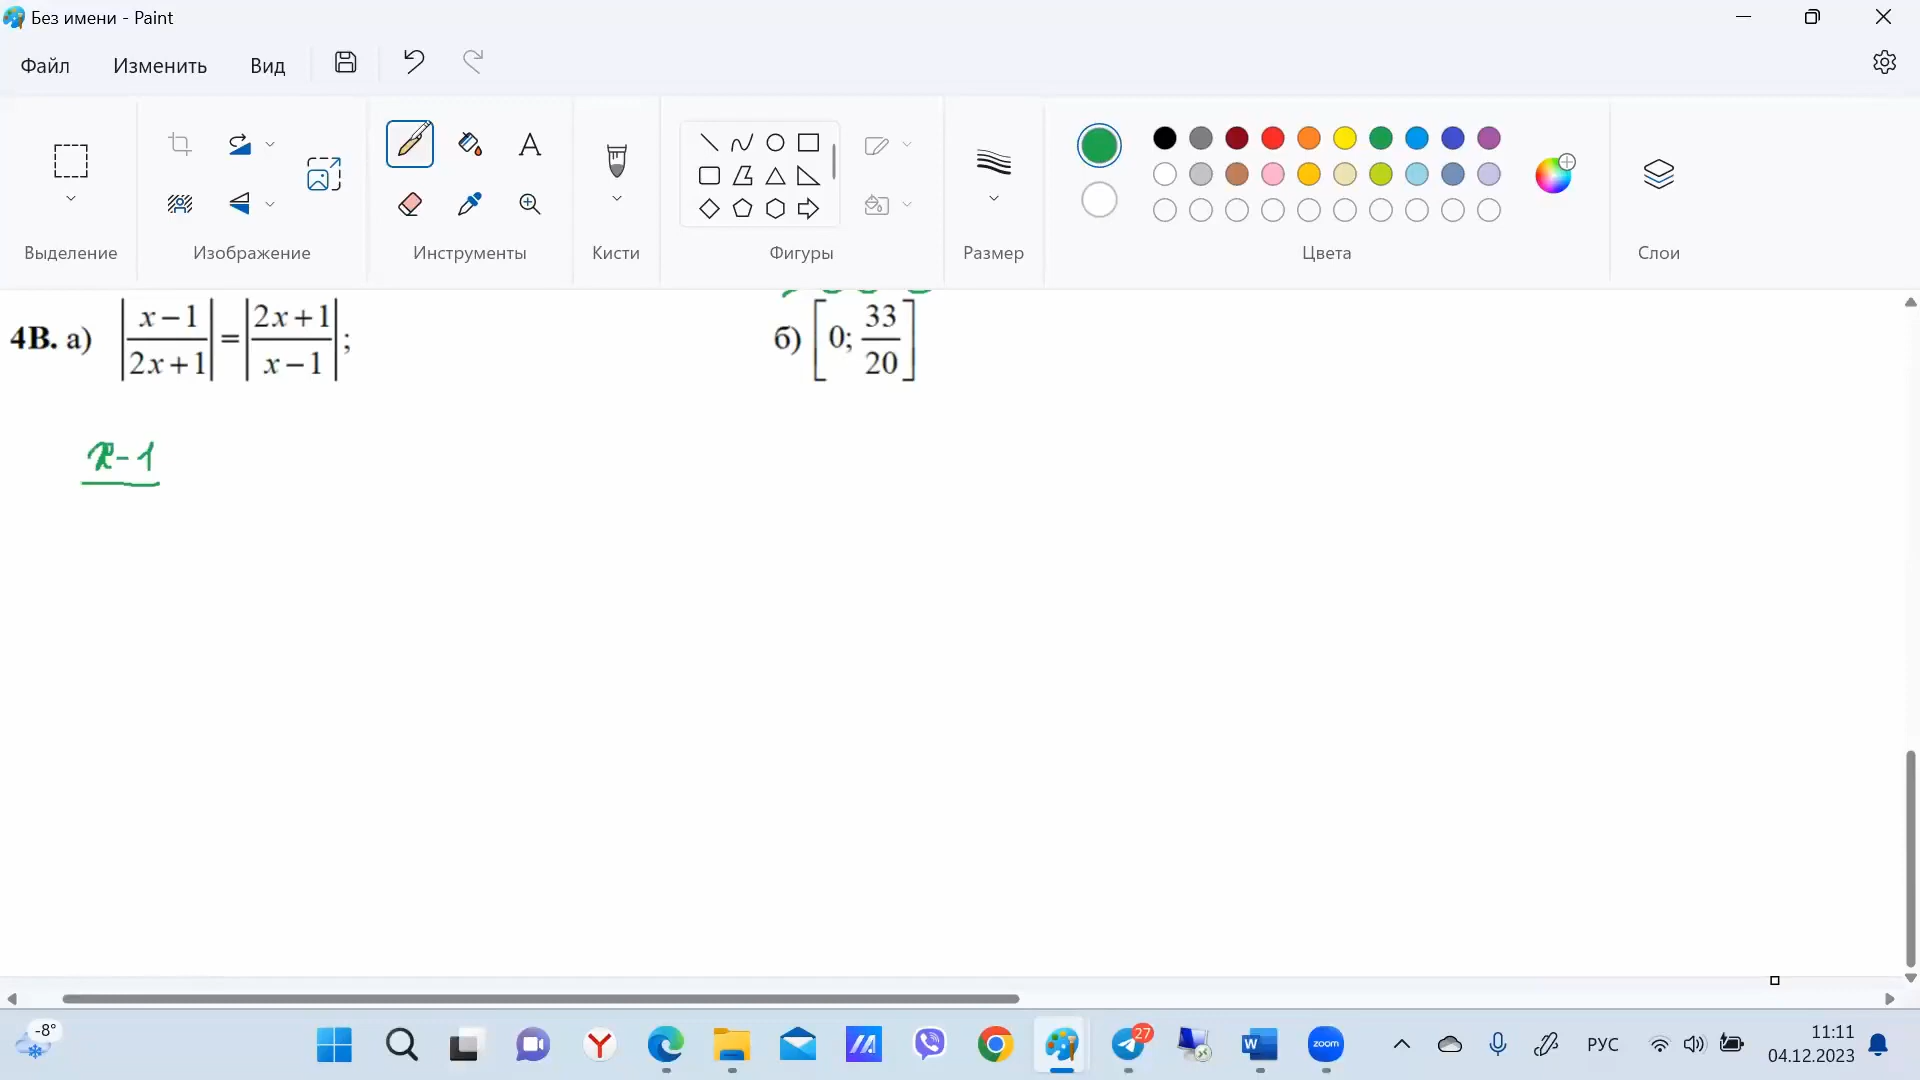 Без имени - Paint
Файл Изменить Вид
Выделение Изображение Инструменты Кисти Фигуры Размер Цвета Слои
4В. а) |(x−1)/(2x+1)| = |(2x+1)/(x−1)|; б) [0; 33/20]
x-1
-8° 27 zoom РУС 11:11
04.12.2023